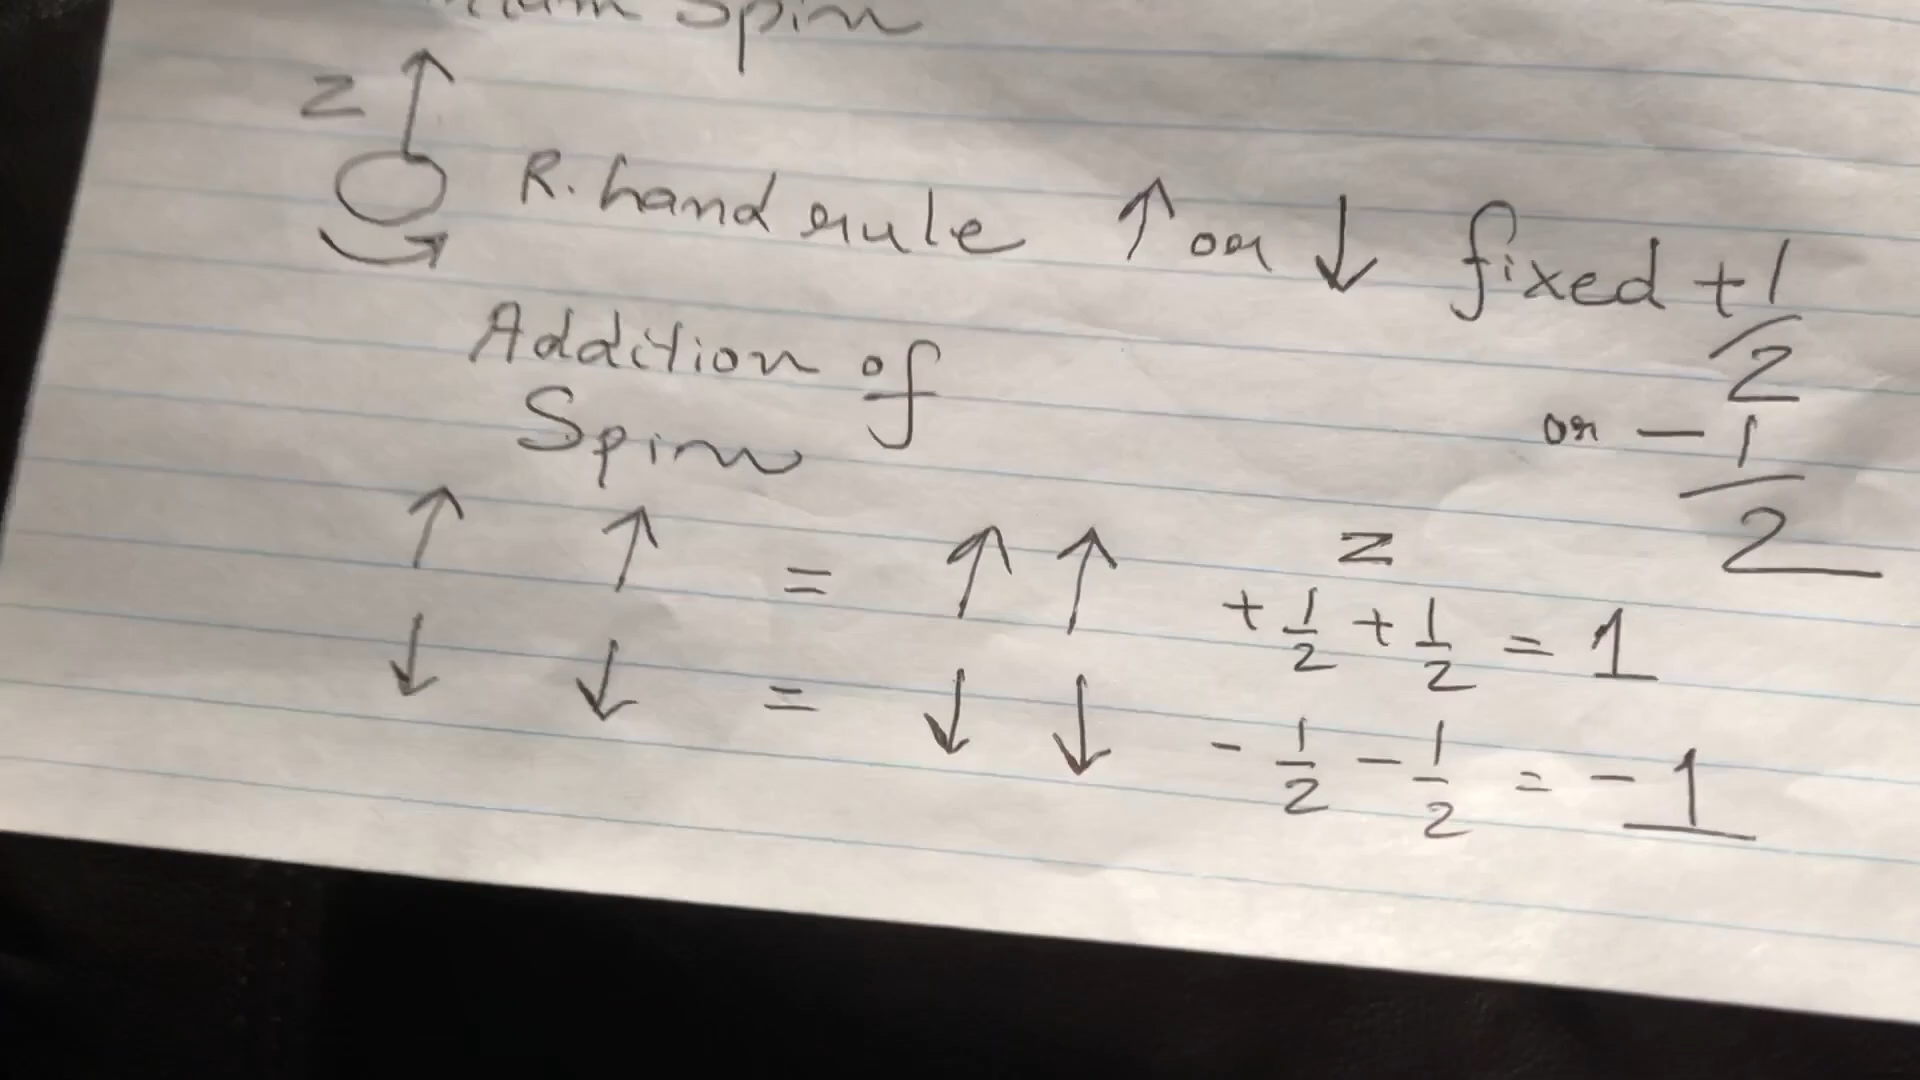 Spin
Z ↑
R. hand rule ↑ or ↓ fixed +1/2
or -1/2
Addition of
Spin
z
↑ ↑ = ↑ ↑ +1/2 + 1/2 = 1
↓ ↓ = ↓ ↓ -1/2 - 1/2 = -1